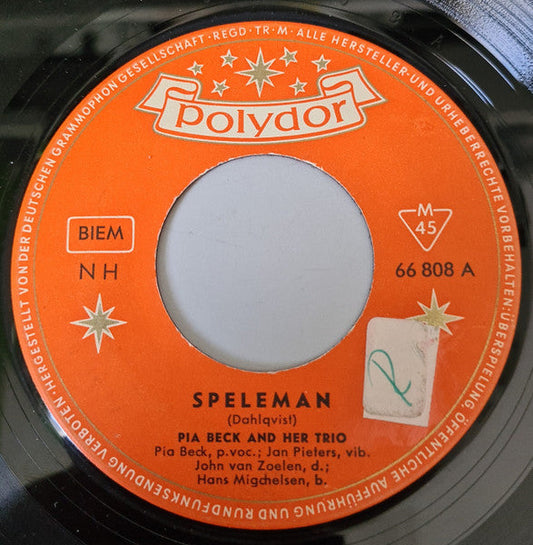 HERGESTELLT VON DER DEUTSCHEN GRAMMOPHON GESELLSCHAFT · REGD · TR · M · ALLE HERSTELLER- UND URHEBERRECHTE VORBEHALTEN: ÜBERSPIELUNG ÖFFENTLICHE AUFFÜHRUNG UND RUNDFUNKSENDUNG VERBOTEN ·
Polydor
BIEM
M
45
NH
66 808 A
R
SPELEMAN
(Dahlqvist)
PIA BECK AND HER TRIO
Pia Beck, p.voc.; Jan Pieters, vib.
John van Zoelen, d.;
Hans Migchelsen, b.